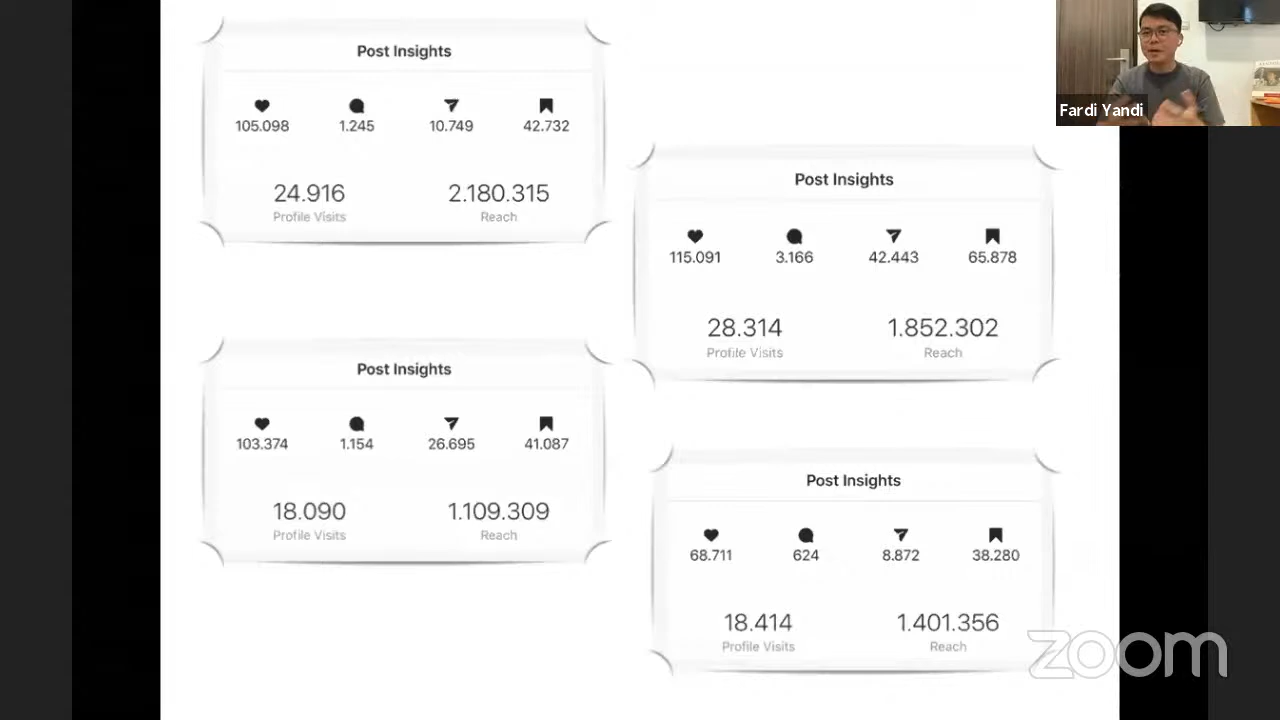 Post Insights
105.098 1.245 10.749 42.732
24.916 2.180.315
Profile Visits Reach
Fardi Yandi
Post Insights
115.091 3.166 42.443 65.878
28.314 1.852.302
Profile Visits Reach
Post Insights
103.374 1.154 26.695 41.087
18.090 1.109.309
Profile Visits Reach
Post Insights
68.711 624 8.872 38.280
18.414 1.401.356
Profile Visits Reach
zoom